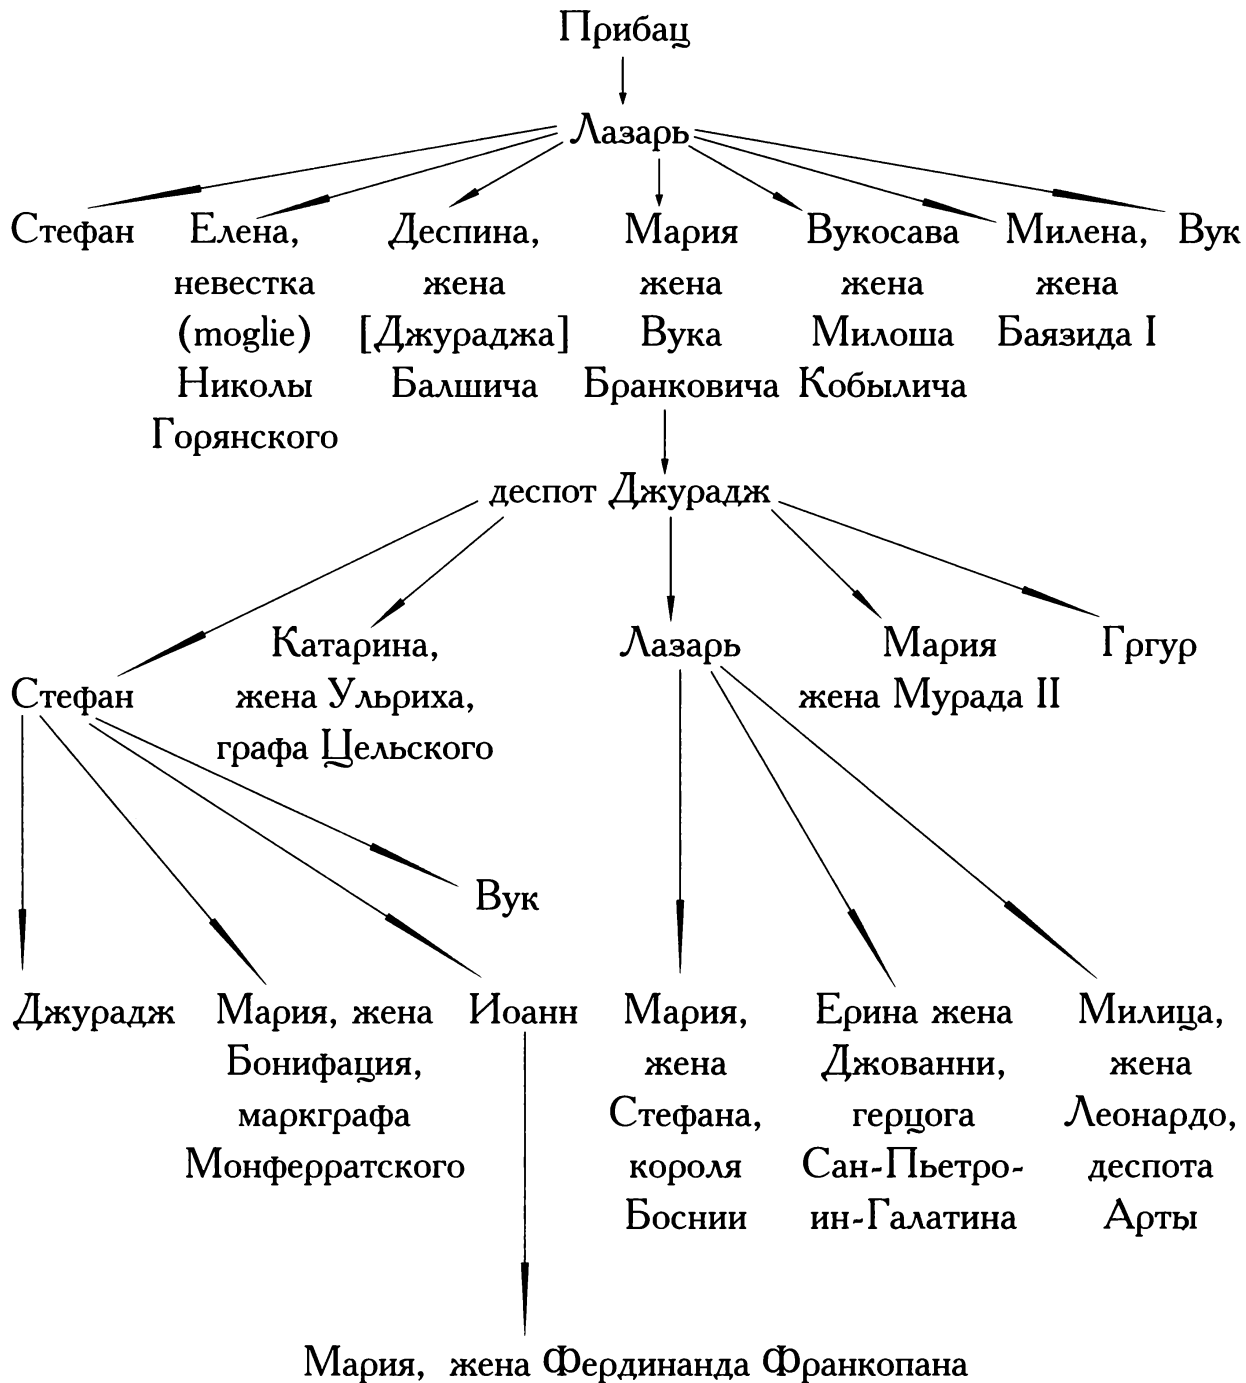 Прибац
Лазарь
Стефан
Елена,
невестка
(moglie)
Николы
Горянского
Деспина,
жена
[Джураджа]
Балшича
Мария
жена
Вука
Бранковича
Вукосава
жена
Милоша
Кобылича
Милена,
жена
Баязида I
Вук
деспот Джурадж
Стефан
Катарина,
жена Ульриха,
графа Цельского
Лазарь
Мария
жена Мурада II
Гргур
Вук
Джурадж
Мария, жена
Бонифация,
маркграфа
Монферратского
Иоанн
Мария,
жена
Стефана,
короля
Боснии
Ерина жена
Джованни,
герцога
Сан-Пьетро-
ин-Галатина
Милица,
жена
Леонардо,
деспота
Арты
Мария, жена Фердинанда Франкопана